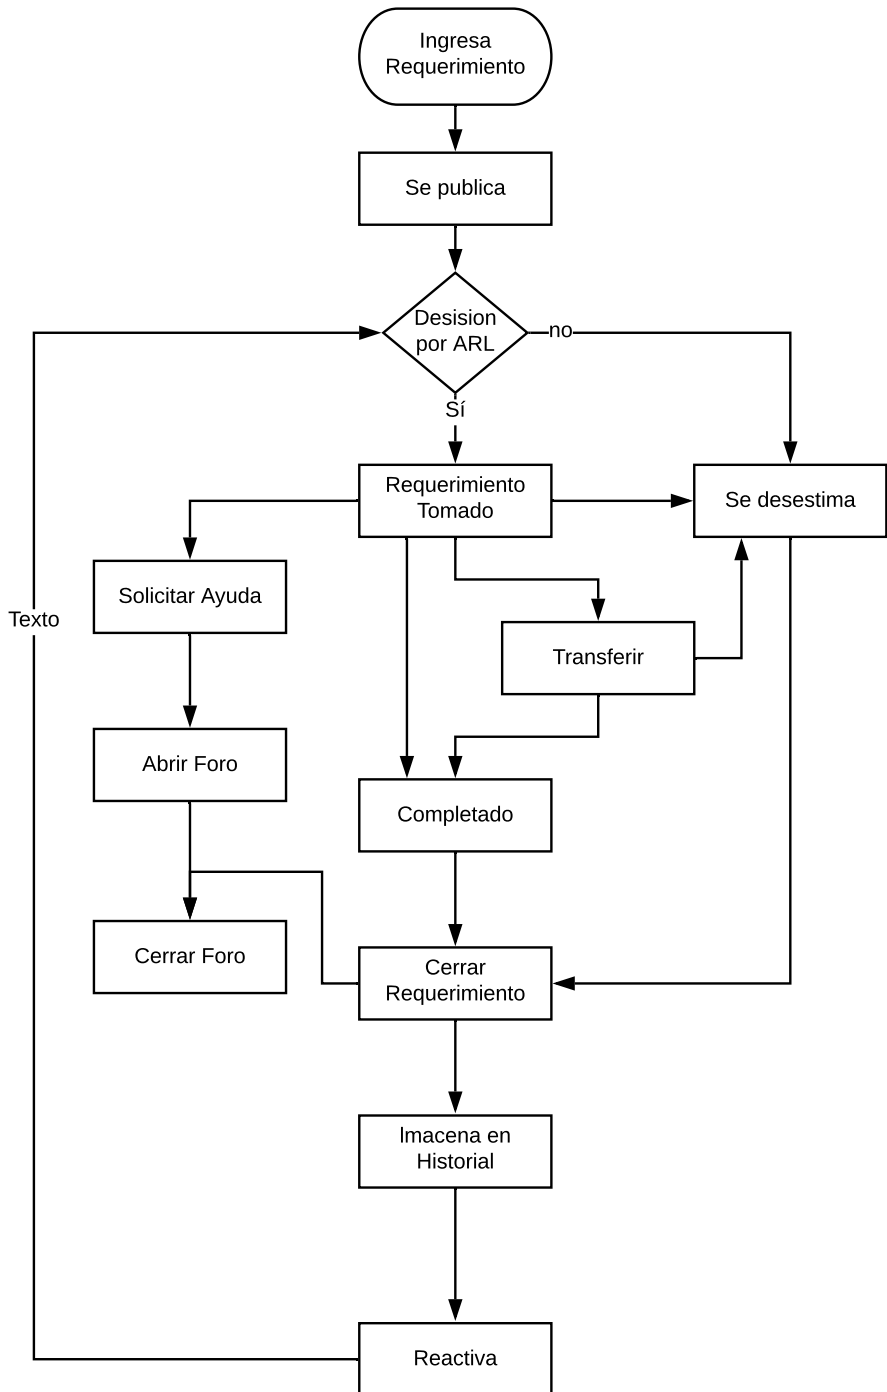 Ingresa
Requerimiento
Se publica
Desision
por ARL
no
Sí
Requerimiento
Tomado
Se desestima
Solicitar Ayuda
Texto
Transferir
Abrir Foro
Completado
Cerrar Foro
Cerrar
Requerimiento
lmacena en
Historial
Reactiva